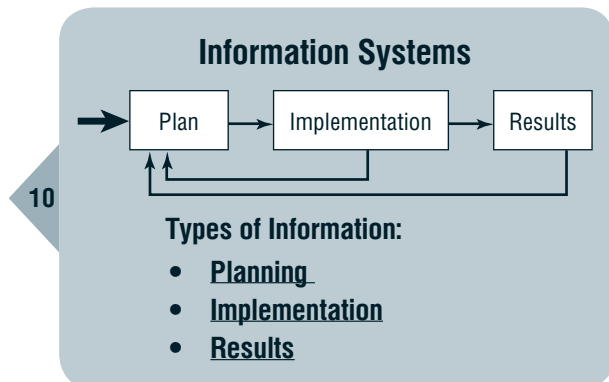 Information Systems
Plan Implementation Results
10
Types of Information:
• Planning
• Implementation
• Results